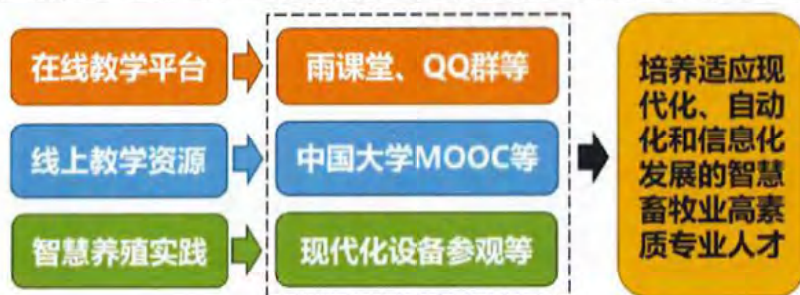 在线教学平台
雨课堂、QQ群等
线上教学资源
中国大学MOOC等
智慧养殖实践
现代化设备参观等
培养适应现
代化、自动
化和信息化
发展的智慧
畜牧业高素
质专业人才